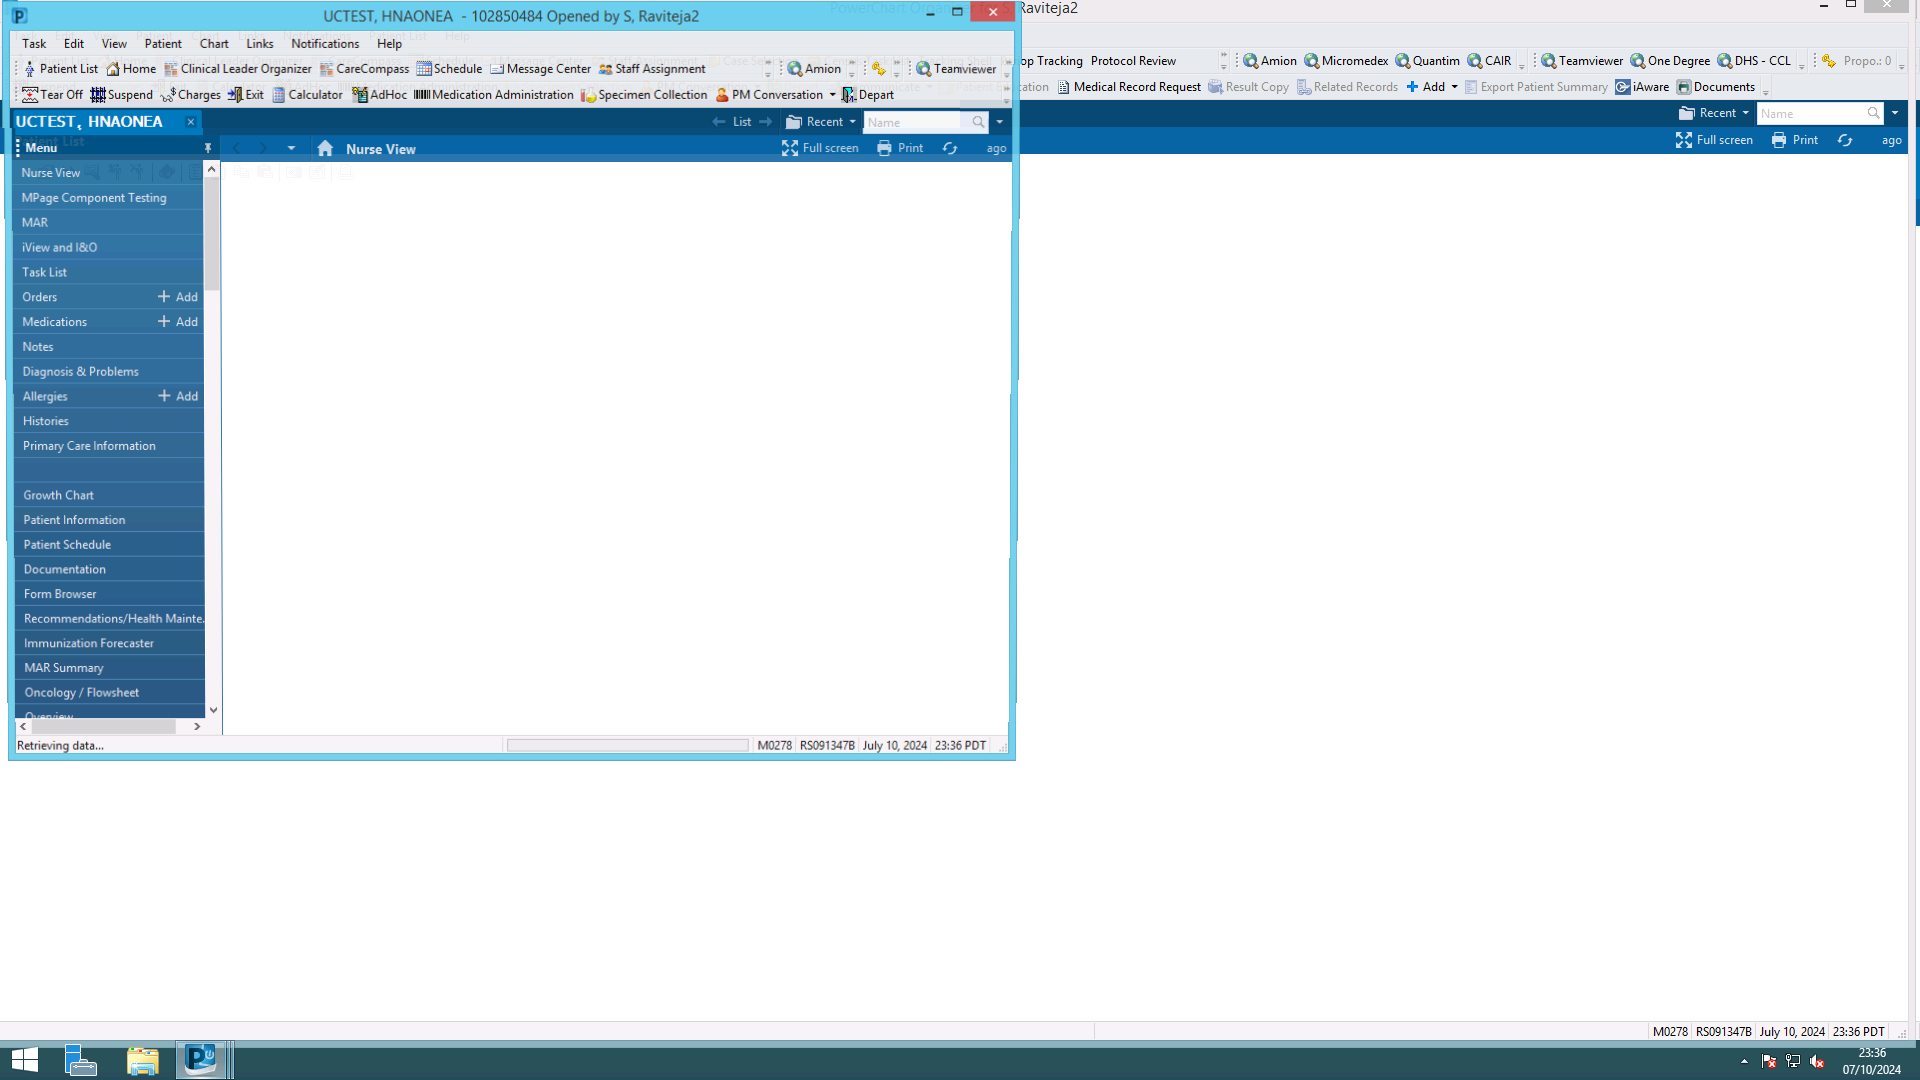 UCTEST, HNAONEA - 102850484 Opened by S, Raviteja2
PowerChart Organizer Raviteja2
Task Edit View Patient Chart Links Notifications Help
Patient List Home Clinical Leader Organizer CareCompass Schedule Message Center Staff Assignment Amion Teamviewer
op Tracking Protocol Review Amion Micromedex Quantim CAIR Teamviewer One Degree DHS - CCL Propo.: 0
Tear Off Suspend Charges Exit Calculator AdHoc Medication Administration Specimen Collection PM Conversation Depart
Medical Record Request Result Copy Related Records Add Export Patient Summary iAware Documents
UCTEST, HNAONEA List Recent Name
Recent Name
Menu Nurse View Full screen Print ago
Full screen Print ago
Nurse View
MPage Component Testing
MAR
iView and I&O
Task List
Orders Add
Medications Add
Notes
Diagnosis & Problems
Allergies Add
Histories
Primary Care Information
Growth Chart
Patient Information
Patient Schedule
Documentation
Form Browser
Recommendations/Health Mainte.
Immunization Forecaster
MAR Summary
Oncology / Flowsheet
Overview
Retrieving data... M0278 RS091347B July 10, 2024 23:36 PDT
M0278 RS091347B July 10, 2024 23:36 PDT
23:36
07/10/2024